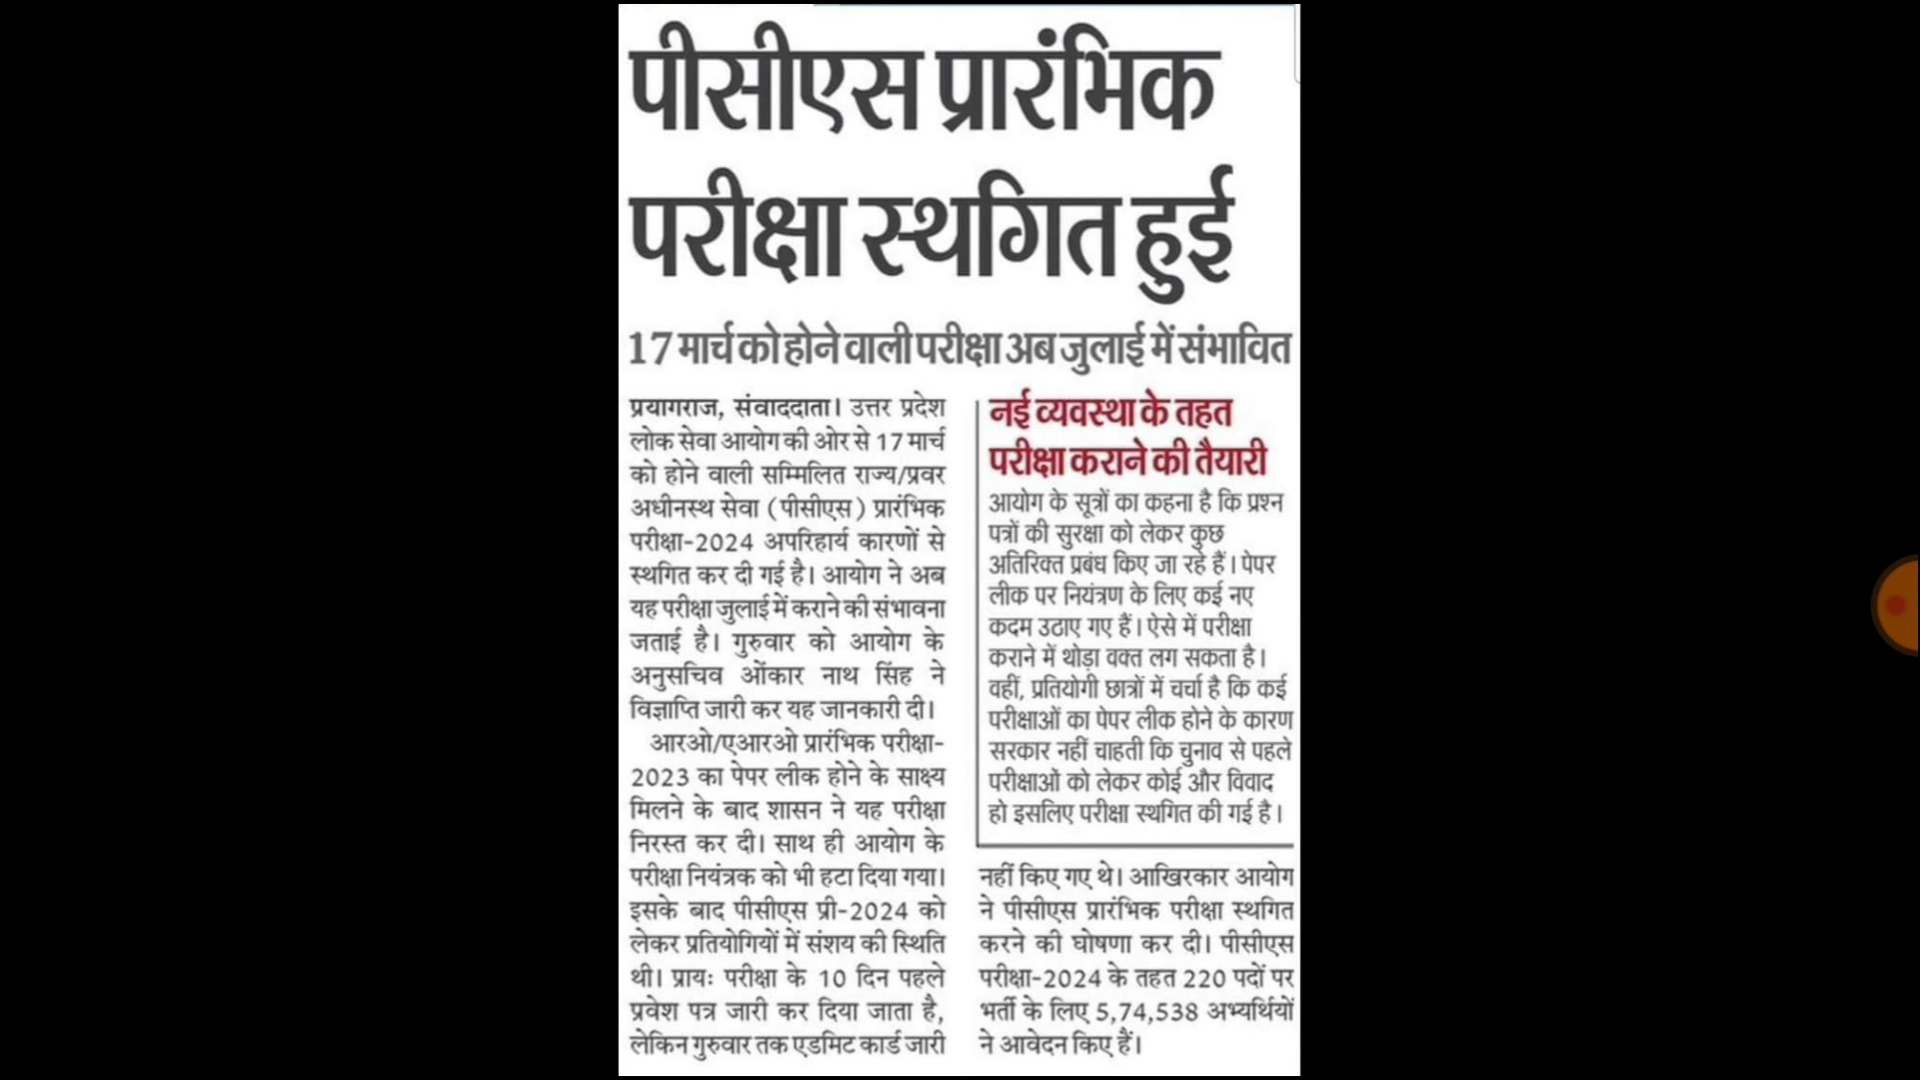 पीसीएस प्रारंभिक
परीक्षा स्थगित हुई
17 मार्च को होने वाली परीक्षा अब जुलाई में संभावित
प्रयागराज, संवाददाता। उत्तर प्रदेश
लोक सेवा आयोग की ओर से 17 मार्च
को होने वाली सम्मिलित राज्य/प्रवर
अधीनस्थ सेवा (पीसीएस) प्रारंभिक
परीक्षा-2024 अपरिहार्य कारणों से
स्थगित कर दी गई है। आयोग ने अब
यह परीक्षा जुलाई में कराने की संभावना
जताई है। गुरुवार को आयोग के
अनुसचिव ओंकार नाथ सिंह ने
विज्ञाप्ति जारी कर यह जानकारी दी।
आरओ/एआरओ प्रारंभिक परीक्षा-
2023 का पेपर लीक होने के साक्ष्य
मिलने के बाद शासन ने यह परीक्षा
निरस्त कर दी। साथ ही आयोग के
परीक्षा नियंत्रक को भी हटा दिया गया।
इसके बाद पीसीएस प्री-2024 को
लेकर प्रतियोगियों में संशय की स्थिति
थी। प्रायः परीक्षा के 10 दिन पहले
प्रवेश पत्र जारी कर दिया जाता है,
लेकिन गुरुवार तक एडमिट कार्ड जारी
नई व्यवस्था के तहत
परीक्षा कराने की तैयारी
आयोग के सूत्रों का कहना है कि प्रश्न
पत्रों की सुरक्षा को लेकर कुछ
अतिरिक्त प्रबंध किए जा रहे हैं। पेपर
लीक पर नियंत्रण के लिए कई नए
कदम उठाए गए हैं। ऐसे में परीक्षा
कराने में थोड़ा वक्त लग सकता है।
वहीं, प्रतियोगी छात्रों में चर्चा है कि कई
परीक्षाओं का पेपर लीक होने के कारण
सरकार नहीं चाहती कि चुनाव से पहले
परीक्षाओं को लेकर कोई और विवाद
हो इसलिए परीक्षा स्थगित की गई है।
नहीं किए गए थे। आखिरकार आयोग
ने पीसीएस प्रारंभिक परीक्षा स्थगित
करने की घोषणा कर दी। पीसीएस
परीक्षा-2024 के तहत 220 पदों पर
भर्ती के लिए 5,74,538 अभ्यर्थियों
ने आवेदन किए हैं।